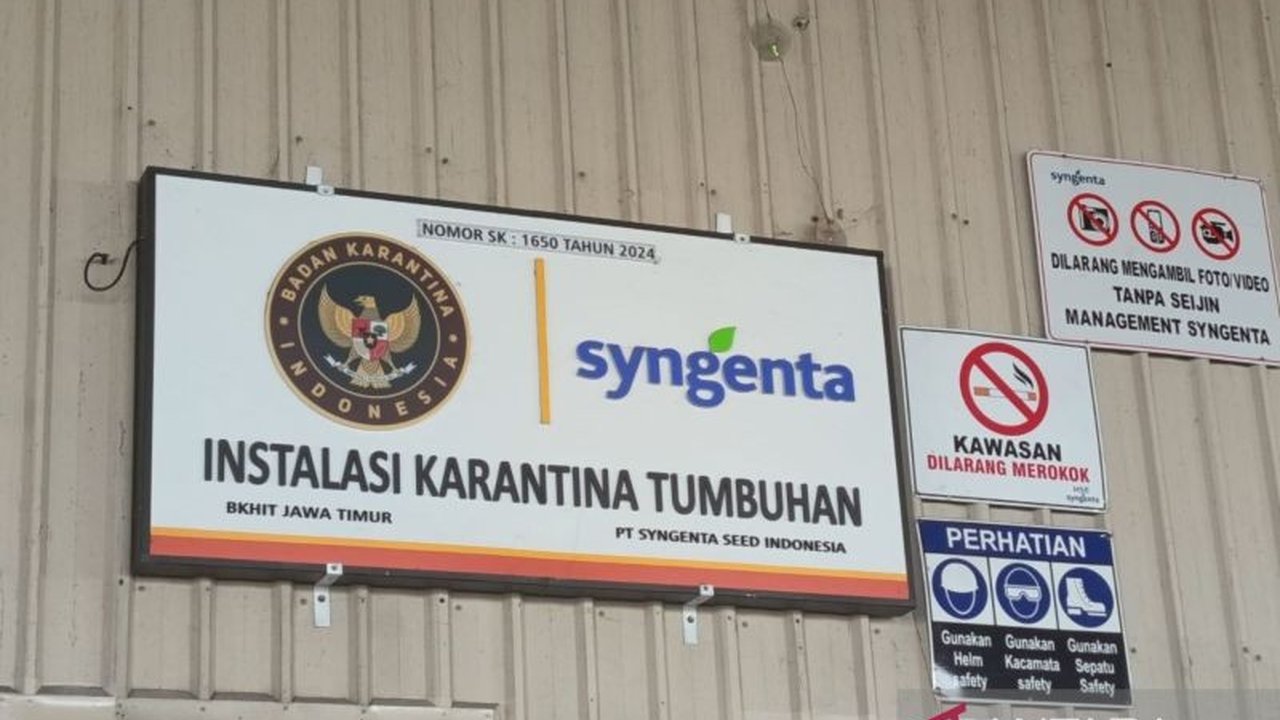 NOMOR SK : 1650 TAHUN 2024
BADAN KARANTINA
INDONESIA
syngenta
INSTALASI KARANTINA TUMBUHAN
BKHIT JAWA TIMUR
PT SYNGENTA SEED INDONESIA
syngenta
DILARANG MENGAMBIL FOTO/VIDEO
TANPA SEIJIN
MANAGEMENT SYNGENTA
KAWASAN
DILARANG MEROKOK
syngenta
PERHATIAN
Gunakan Helm safety
Gunakan Kacamata safety
Gunakan Sepatu Safety